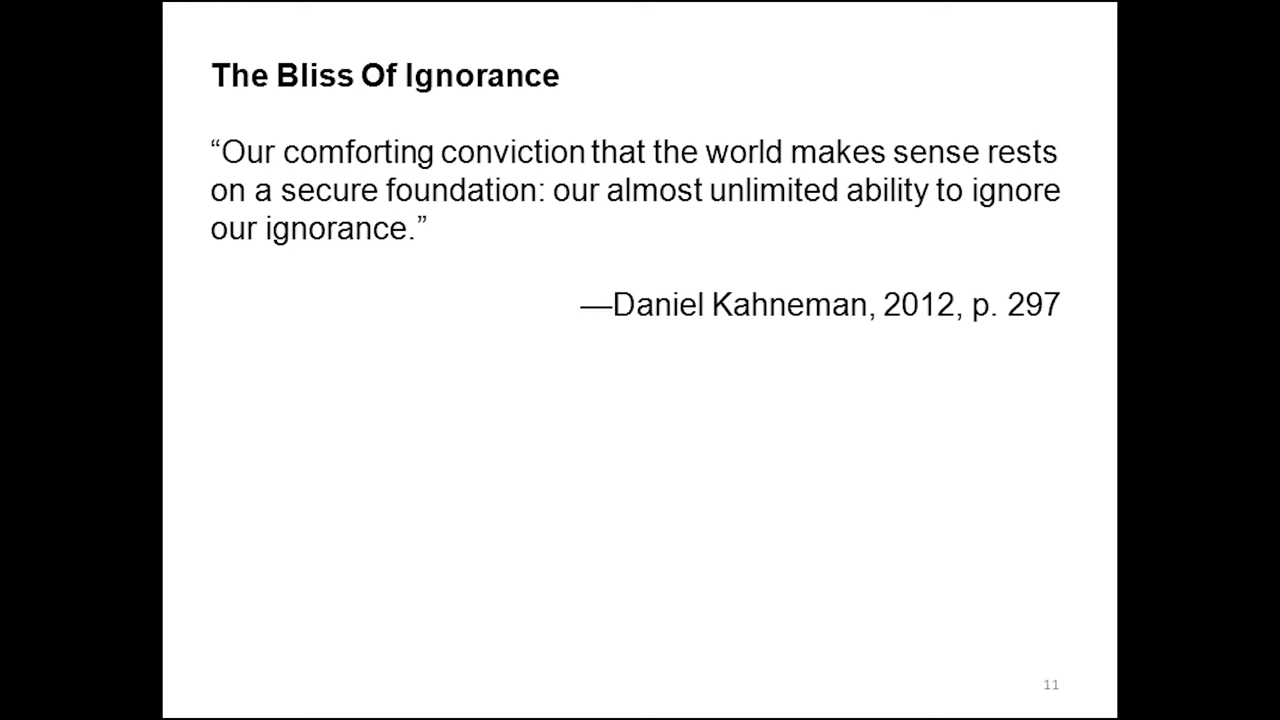 The Bliss Of Ignorance
“Our comforting conviction that the world makes sense rests
on a secure foundation: our almost unlimited ability to ignore
our ignorance.”
—Daniel Kahneman, 2012, p. 297
11